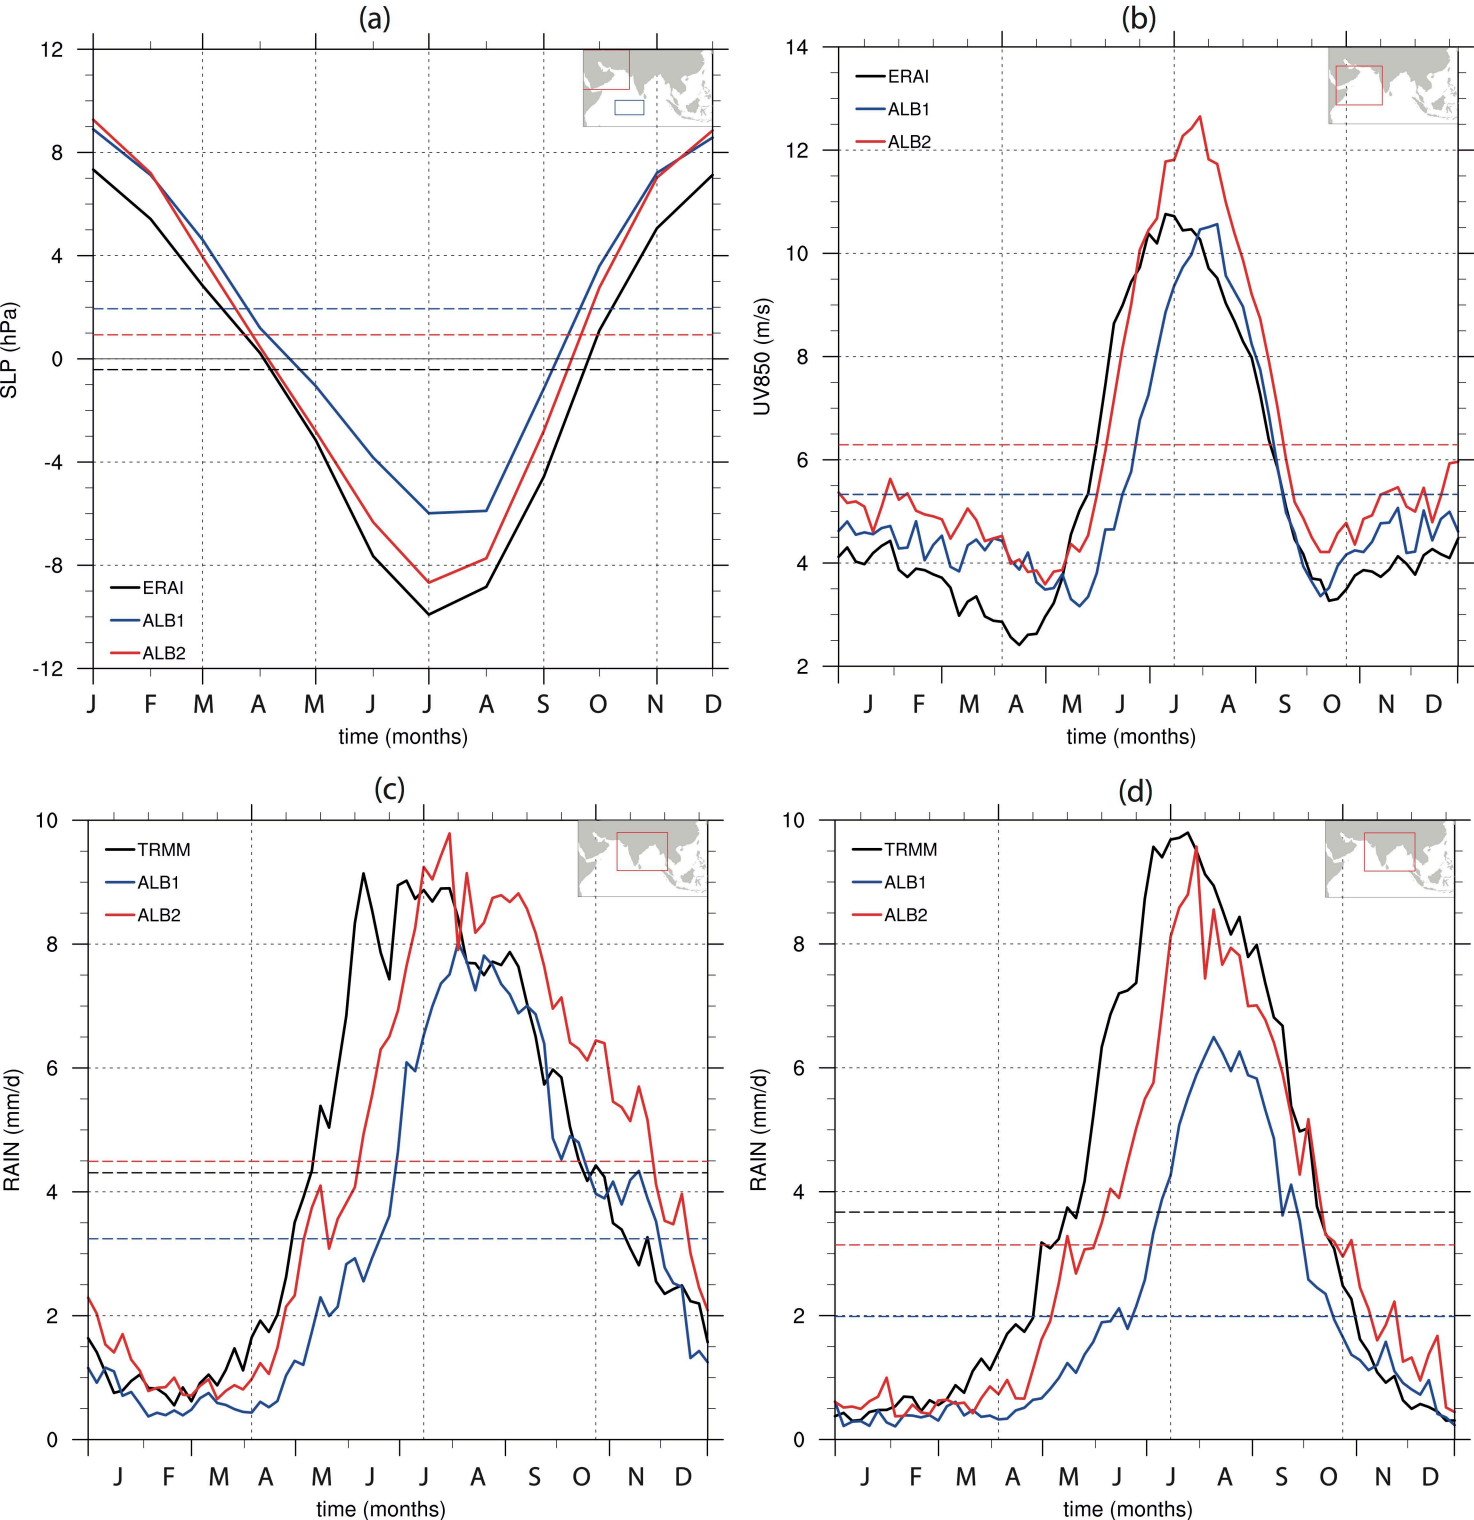 (a)
SLP (hPa)
12
8
4
0
-4
-8
-12
ERAI
ALB1
ALB2
J F M A M J J A S O N D
time (months)
(b)
UV850 (m/s)
14
12
10
8
6
4
2
ERAI
ALB1
ALB2
J F M A M J J A S O N D
time (months)
(c)
RAIN (mm/d)
10
8
6
4
2
0
TRMM
ALB1
ALB2
J F M A M J J A S O N D
time (months)
(d)
RAIN (mm/d)
10
8
6
4
2
0
TRMM
ALB1
ALB2
J F M A M J J A S O N D
time (months)